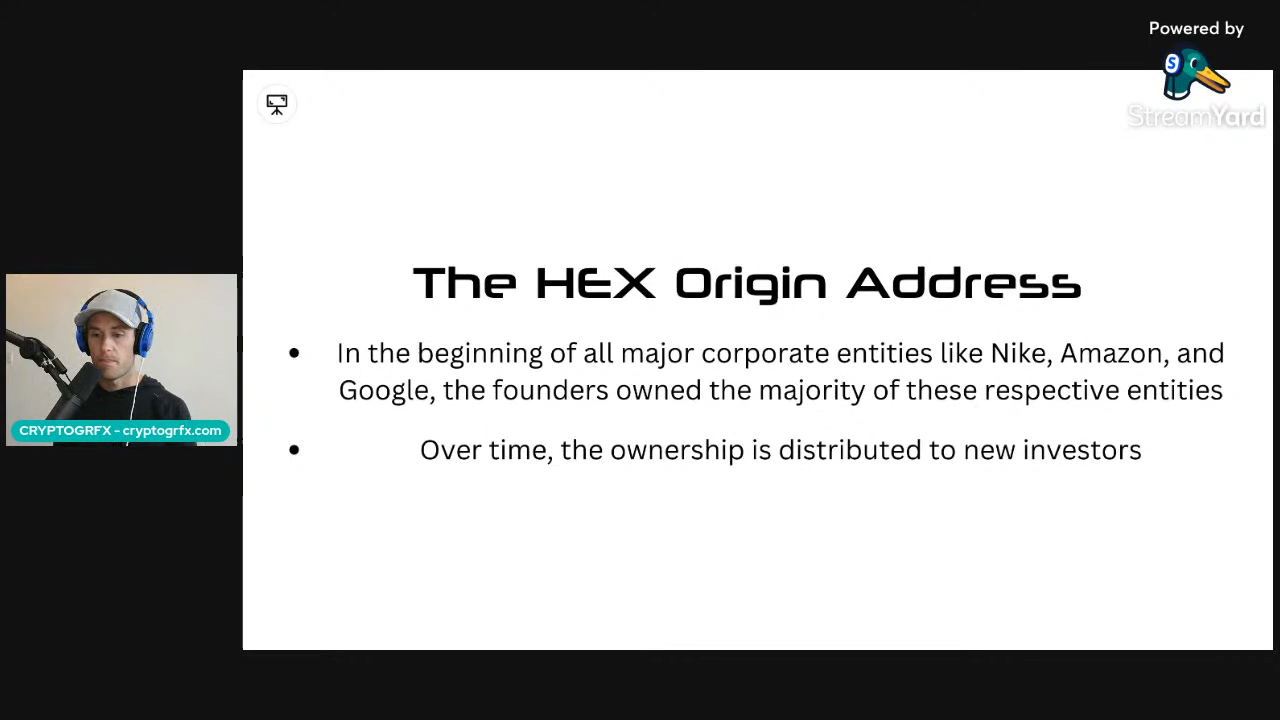 Powered by
S
StreamYard
The HEX Origin Address
• In the beginning of all major corporate entities like Nike, Amazon, and
Google, the founders owned the majority of these respective entities
• Over time, the ownership is distributed to new investors
CRYPTOGRFX - cryptogrfx.com